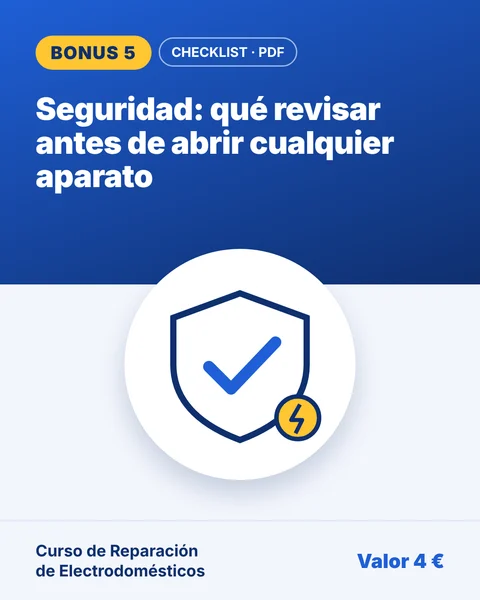 BONUS 5
CHECKLIST · PDF
Seguridad: qué revisar
antes de abrir cualquier
aparato
Curso de Reparación
de Electrodomésticos
Valor 4 €